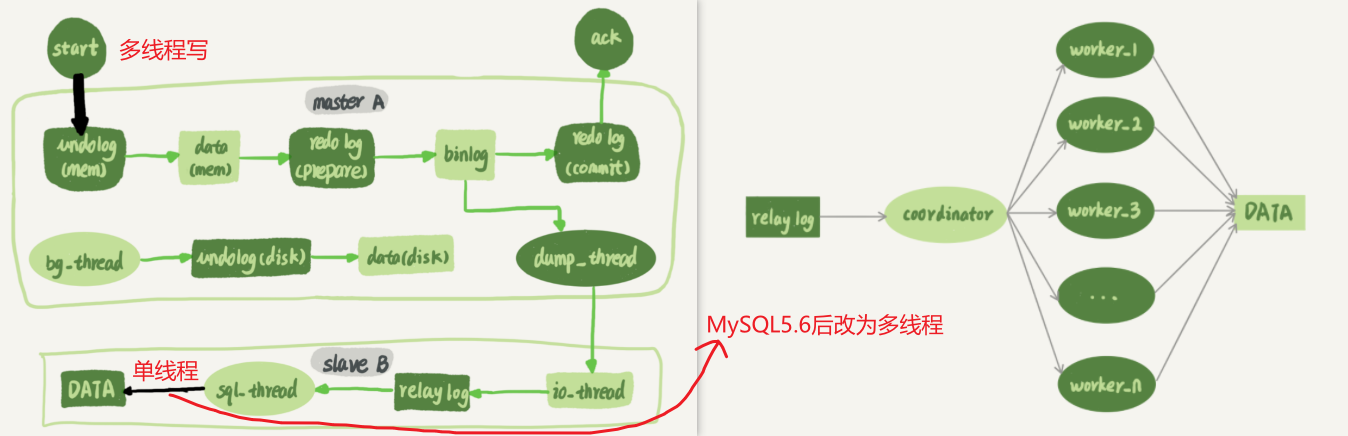 start
多线程写
ack
master A
undolog
(mem)
data
(mem)
redo log
(prepare)
binlog
redo log
(commit)
bg_thread
undolog(disk)
data(disk)
dump_thread
slave B
DATA
单线程
sql_thread
relay log
io_thread
MySQL5.6后改为多线程
relay log
coordinator
worker_1
worker_2
worker_3
...
worker_n
DATA